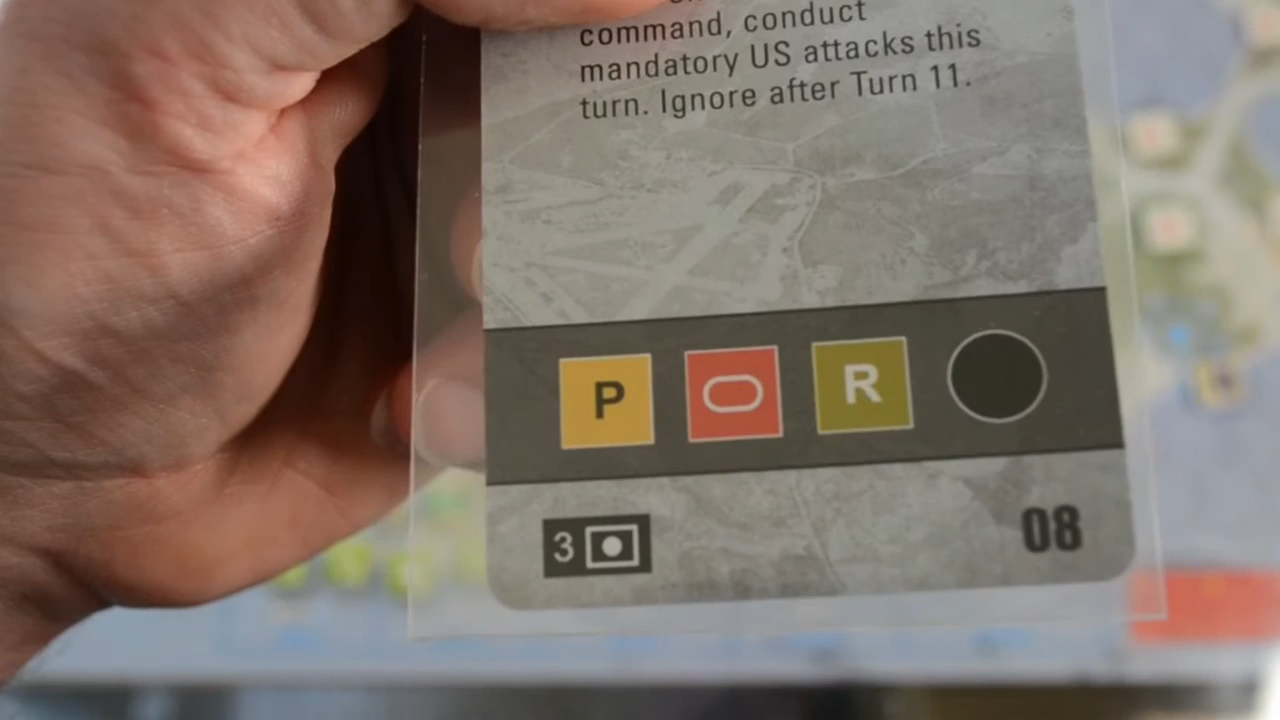 command, conduct
mandatory US attacks this
turn. Ignore after Turn 11.
P R
3 08